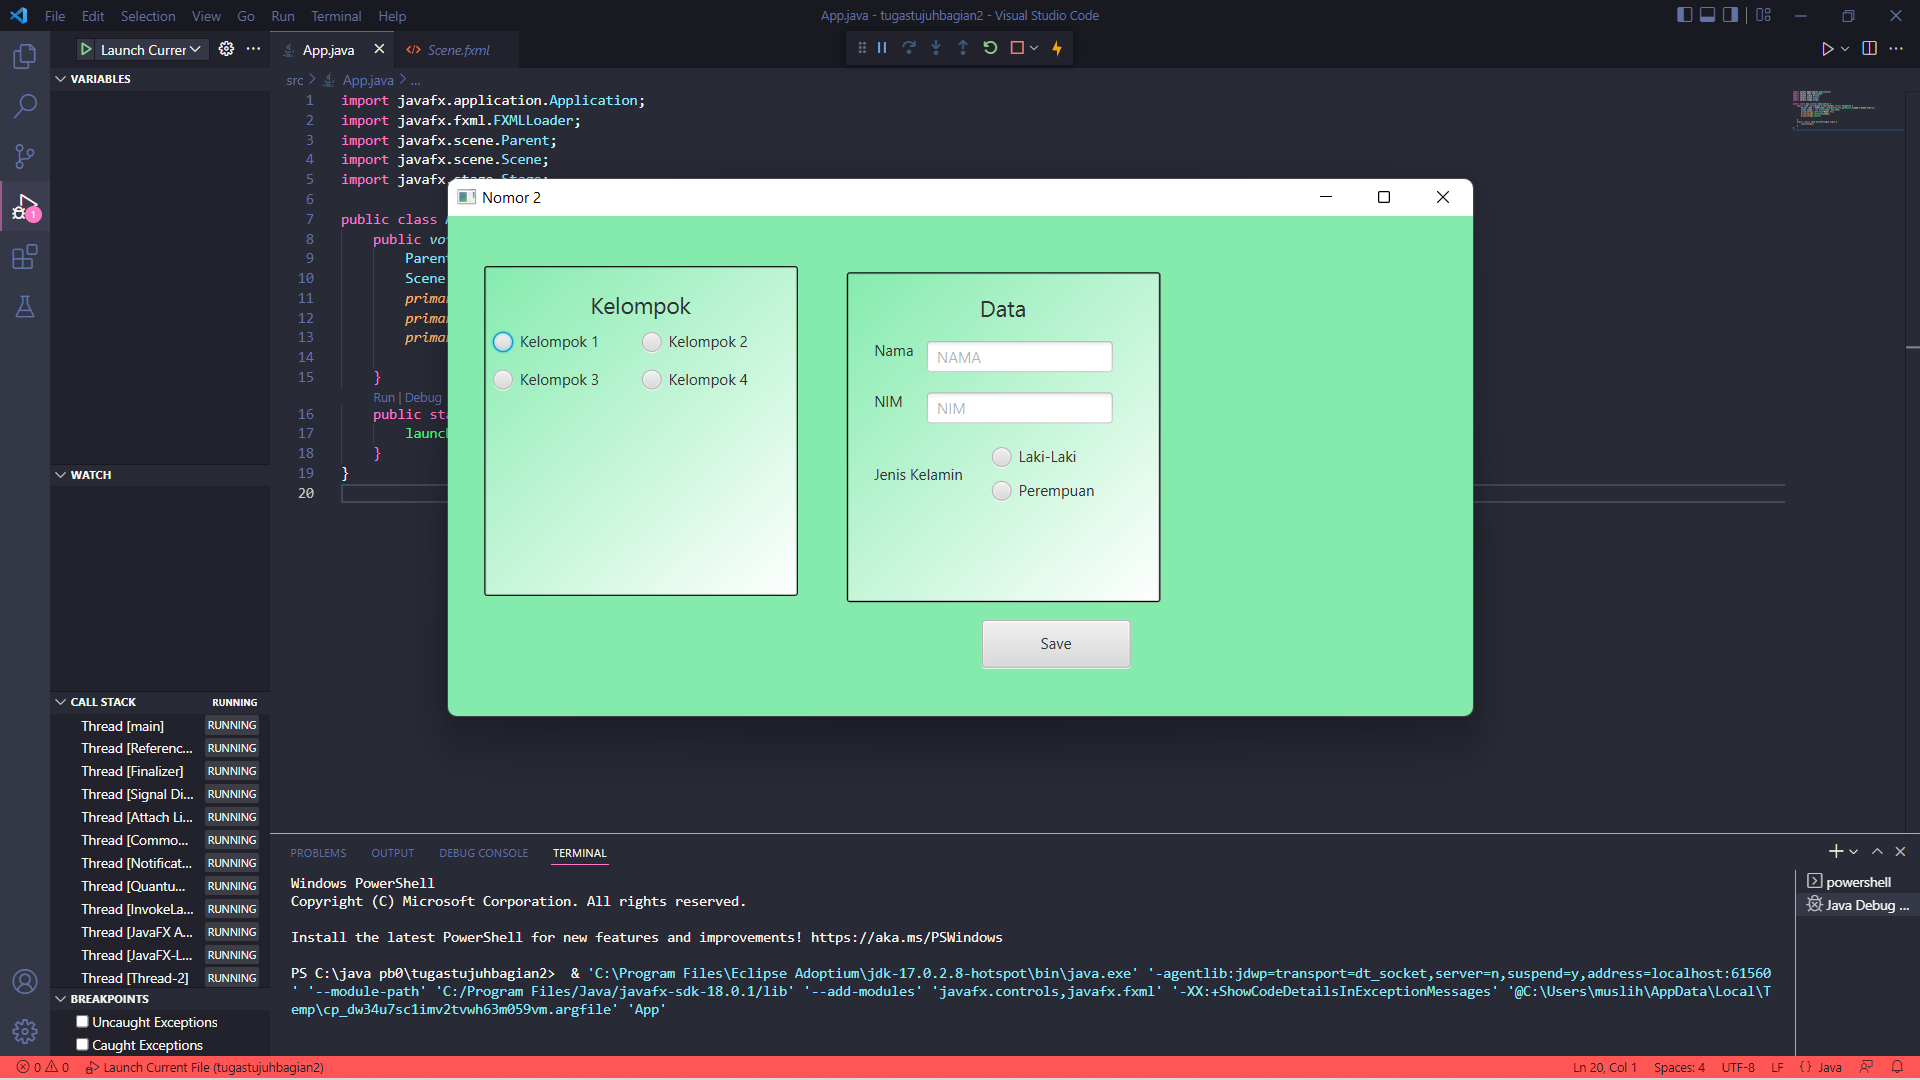 File Edit Selection View Go Run Terminal Help
App.java - tugastujuhbagian2 - Visual Studio Code
Launch Currer
App.java
Scene.fxml
VARIABLES
src > App.java > ...
1 import javafx.application.Application;
2 import javafx.fxml.FXMLLoader;
3 import javafx.scene.Parent;
4 import javafx.scene.Scene;
5 import javafx.stage.Stage;
6
7 public class
8 public vo
9 Paren
10 Scene
11 prima
12 prima
13 prima
14
15 }
Run | Debug
16 public sta
17 launc
18 }
19 }
20
Nomor 2
Kelompok
Kelompok 1
Kelompok 2
Kelompok 3
Kelompok 4
Data
Nama
NAMA
NIM
NIM
Jenis Kelamin
Laki-Laki
Perempuan
Save
WATCH
CALL STACK RUNNING
Thread [main] RUNNING
Thread [Referenc... RUNNING
Thread [Finalizer] RUNNING
Thread [Signal Di... RUNNING
Thread [Attach Li... RUNNING
Thread [Commo... RUNNING
Thread [Notificat... RUNNING
Thread [Quantu... RUNNING
Thread [InvokeLa... RUNNING
Thread [JavaFX A... RUNNING
Thread [JavaFX-L... RUNNING
Thread [Thread-2] RUNNING
BREAKPOINTS
Uncaught Exceptions
Caught Exceptions
PROBLEMS OUTPUT DEBUG CONSOLE TERMINAL
Windows PowerShell
Copyright (C) Microsoft Corporation. All rights reserved.
Install the latest PowerShell for new features and improvements! https://aka.ms/PSWindows
PS C:\java pb0\tugastujuhbagian2>  & 'C:\Program Files\Eclipse Adoptium\jdk-17.0.2.8-hotspot\bin\java.exe' '-agentlib:jdwp=transport=dt_socket,server=n,suspend=y,address=localhost:61560
' '--module-path' 'C:/Program Files/Java/javafx-sdk-18.0.1/lib' '--add-modules' 'javafx.controls,javafx.fxml' '-XX:+ShowCodeDetailsInExceptionMessages' '@C:\Users\muslih\AppData\Local\T
emp\cp_dw34u7sc1imv2tvwh63m059vm.argfile' 'App'
powershell
Java Debug ...
1
0 0 Launch Current File (tugastujuhbagian2)
Ln 20, Col 1 Spaces: 4 UTF-8 LF {} Java